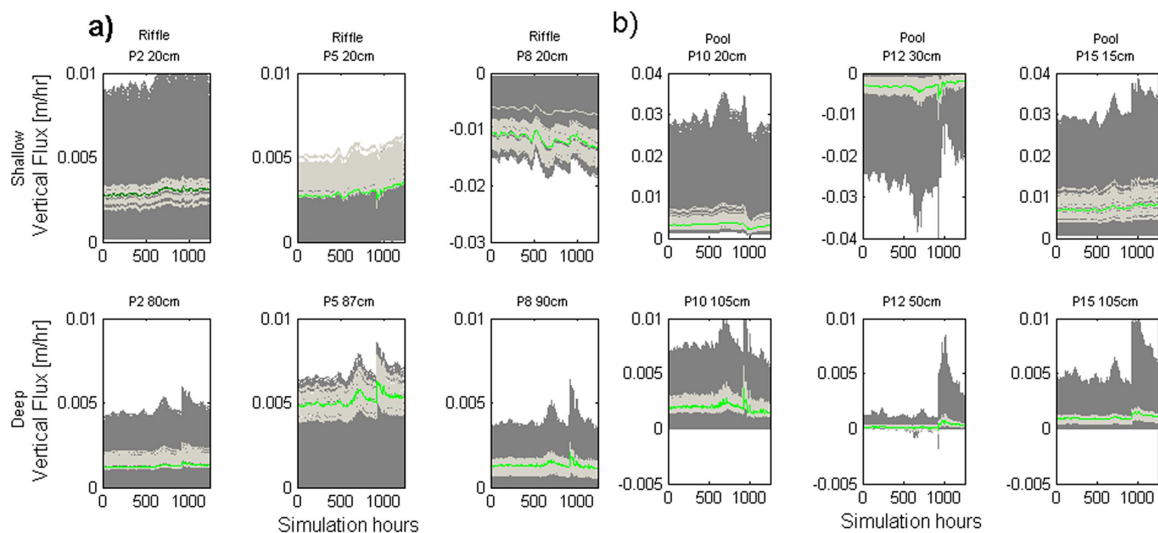 a)
b)
Riffle
P2 20cm
Riffle
P5 20cm
Riffle
P8 20cm
Pool
P10 20cm
Pool
P12 30cm
Pool
P15 15cm
Shallow
Vertical Flux [m/hr]
0.01
0.005
0
0 500 1000
0.01
0.005
0
0 500 1000
0
-0.01
-0.02
-0.03
0 500 1000
0.04
0.03
0.02
0.01
0
0 500 1000
0
-0.01
-0.02
-0.03
-0.04
0 500 1000
0.04
0.03
0.02
0.01
0
0 500 1000
P2 80cm
P5 87cm
P8 90cm
P10 105cm
P12 50cm
P15 105cm
Deep
Vertical Flux [m/hr]
0.01
0.005
0
0 500 1000
0.01
0.005
0
0 500 1000
0.01
0.005
0
0 500 1000
0.01
0.005
0
-0.005
0 500 1000
0.01
0.005
0
-0.005
0 500 1000
0.01
0.005
0
-0.005
0 500 1000
Simulation hours
Simulation hours